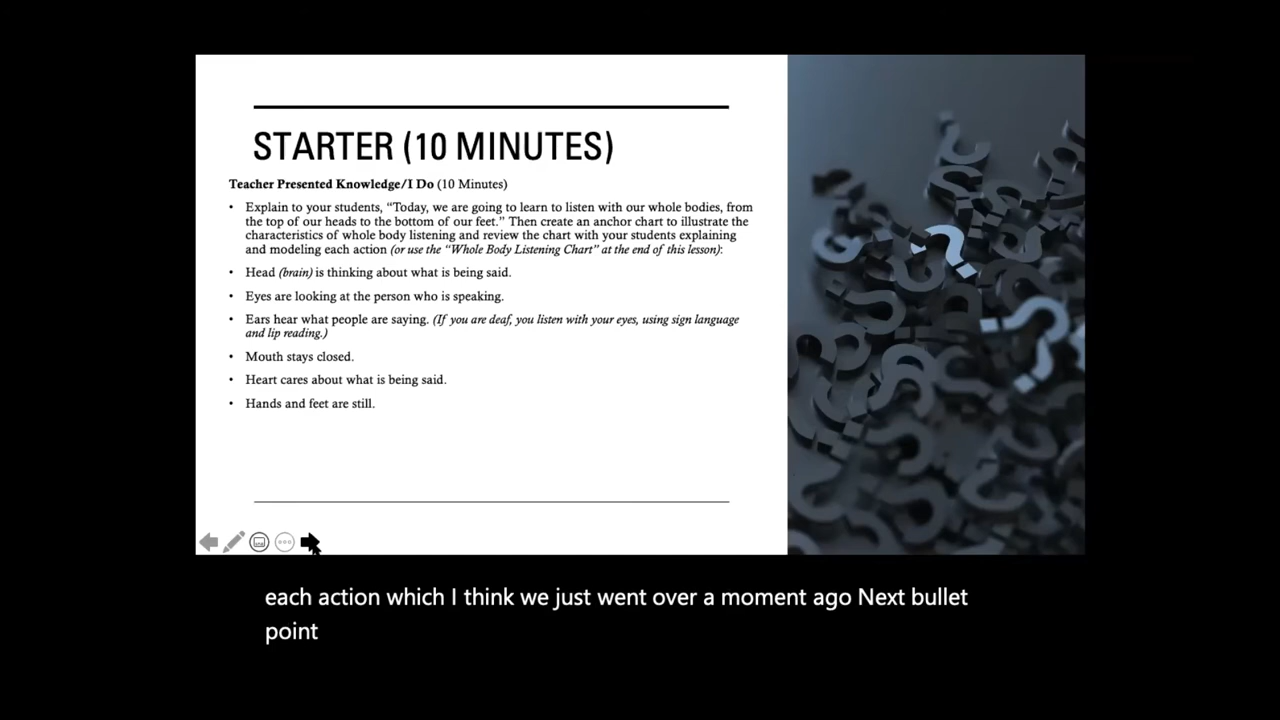 STARTER (10 MINUTES)
Teacher Presented Knowledge/I Do (10 Minutes)
• Explain to your students, “Today, we are going to learn to listen with our whole bodies, from
the top of our heads to the bottom of our feet.” Then create an anchor chart to illustrate the
characteristics of whole body listening and review the chart with your students explaining
and modeling each action (or use the “Whole Body Listening Chart” at the end of this lesson):
• Head (brain) is thinking about what is being said.
• Eyes are looking at the person who is speaking.
• Ears hear what people are saying. (If you are deaf, you listen with your eyes, using sign language
and lip reading.)
• Mouth stays closed.
• Heart cares about what is being said.
• Hands and feet are still.
each action which I think we just went over a moment ago Next bullet
point